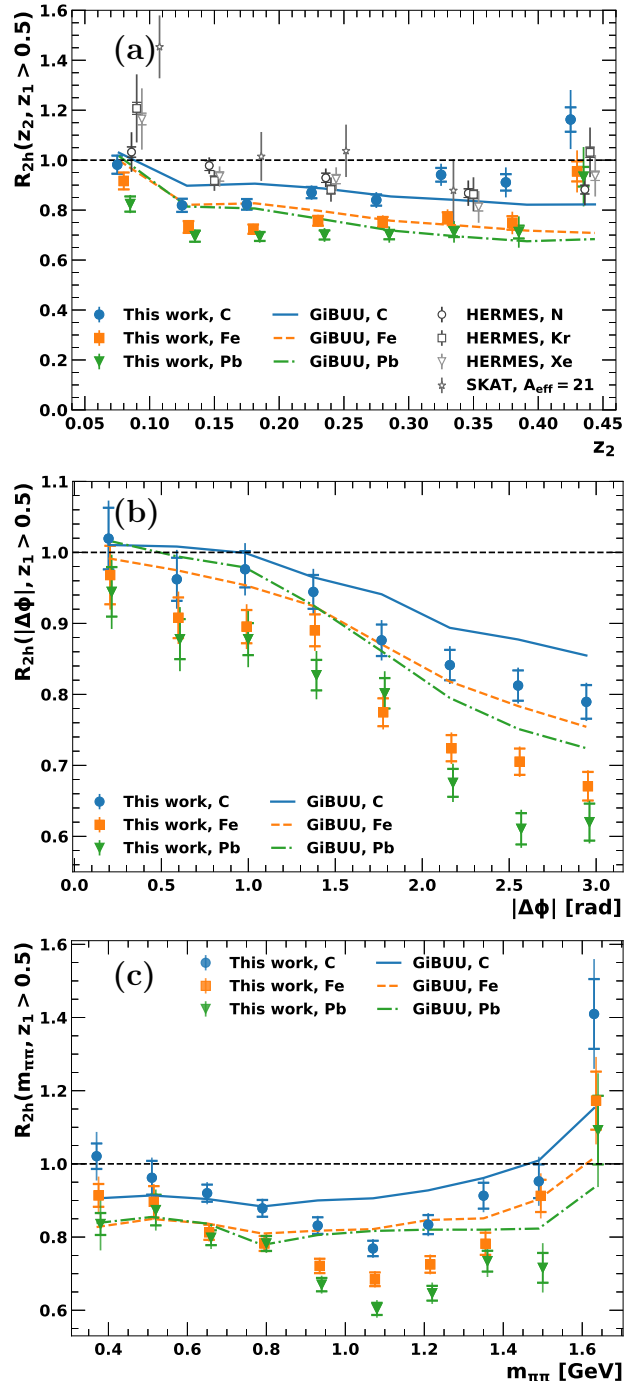 (a)
R2h(z2, z1 > 0.5)
1.6
1.4
1.2
1.0
0.8
0.6
0.4
0.2
0.0
This work, C
This work, Fe
This work, Pb
GiBUU, C
GiBUU, Fe
GiBUU, Pb
HERMES, N
HERMES, Kr
HERMES, Xe
SKAT, Aeff = 21
0.05 0.10 0.15 0.20 0.25 0.30 0.35 0.40 0.45
z2
(b)
R2h(|Δϕ|, z1 > 0.5)
1.1
1.0
0.9
0.8
0.7
0.6
This work, C
This work, Fe
This work, Pb
GiBUU, C
GiBUU, Fe
GiBUU, Pb
0.0 0.5 1.0 1.5 2.0 2.5 3.0
|Δϕ| [rad]
(c)
R2h(mππ, z1 > 0.5)
1.6
1.4
1.2
1.0
0.8
0.6
This work, C
This work, Fe
This work, Pb
GiBUU, C
GiBUU, Fe
GiBUU, Pb
0.4 0.6 0.8 1.0 1.2 1.4 1.6
mππ [GeV]